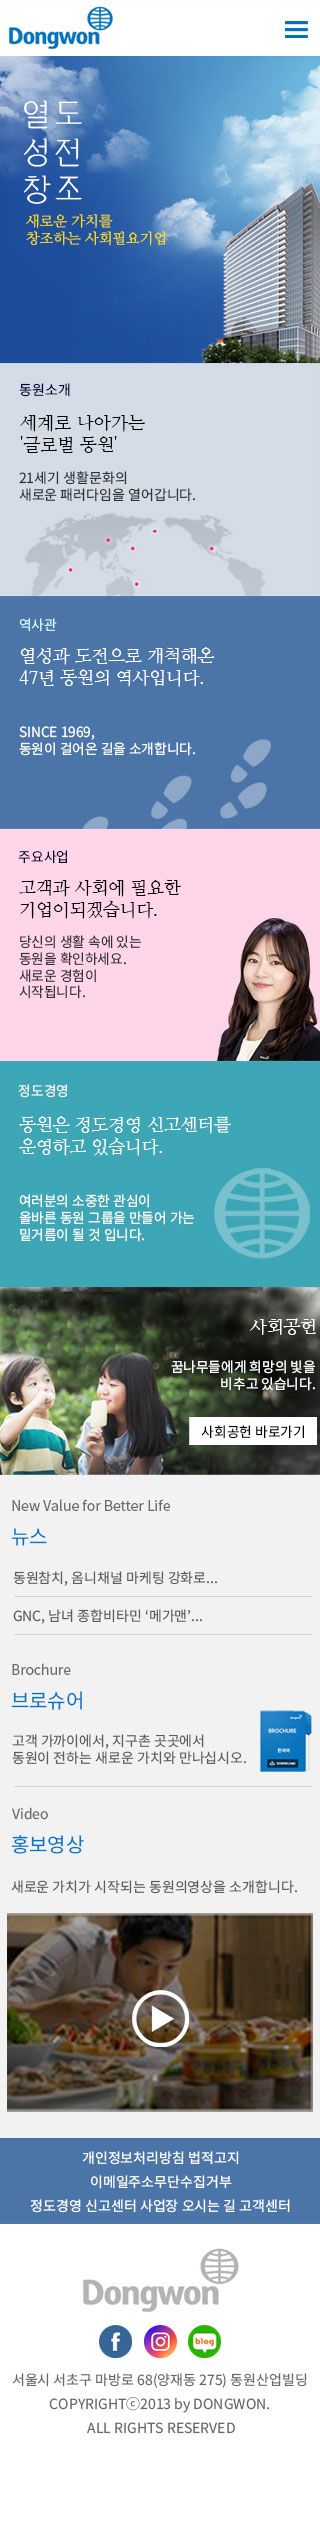 Dongwon
열도
성전
창조
새로운 가치를
창조하는 사회필요기업
동원소개
세계로 나아가는
'글로벌 동원'
21세기 생활문화의
새로운 패러다임을 열어갑니다.
역사관
열성과 도전으로 개척해온
47년 동원의 역사입니다.
SINCE 1969,
동원이 걸어온 길을 소개합니다.
주요사업
고객과 사회에 필요한
기업이되겠습니다.
당신의 생활 속에 있는
동원을 확인하세요.
새로운 경험이
시작됩니다.
정도경영
동원은 정도경영 신고센터를
운영하고 있습니다.
여러분의 소중한 관심이
올바른 동원 그룹을 만들어 가는
밑거름이 될 것 입니다.
사회공헌
꿈나무들에게 희망의 빛을
비추고 있습니다.
사회공헌 바로가기
New Value for Better Life
뉴스
동원참치, 옴니채널 마케팅 강화로...
GNC, 남녀 종합비타민 ‘메가맨’...
Brochure
브로슈어
고객 가까이에서, 지구촌 곳곳에서
동원이 전하는 새로운 가치와 만나십시오.
BROCHURE
한국어
DOWNLOAD
Video
홍보영상
새로운 가치가 시작되는 동원의영상을 소개합니다.
개인정보처리방침 법적고지
이메일주소무단수집거부
정도경영 신고센터 사업장 오시는 길 고객센터
Dongwon
f
blog
서울시 서초구 마방로 68(양재동 275) 동원산업빌딩
COPYRIGHTⓒ2013 by DONGWON.
ALL RIGHTS RESERVED